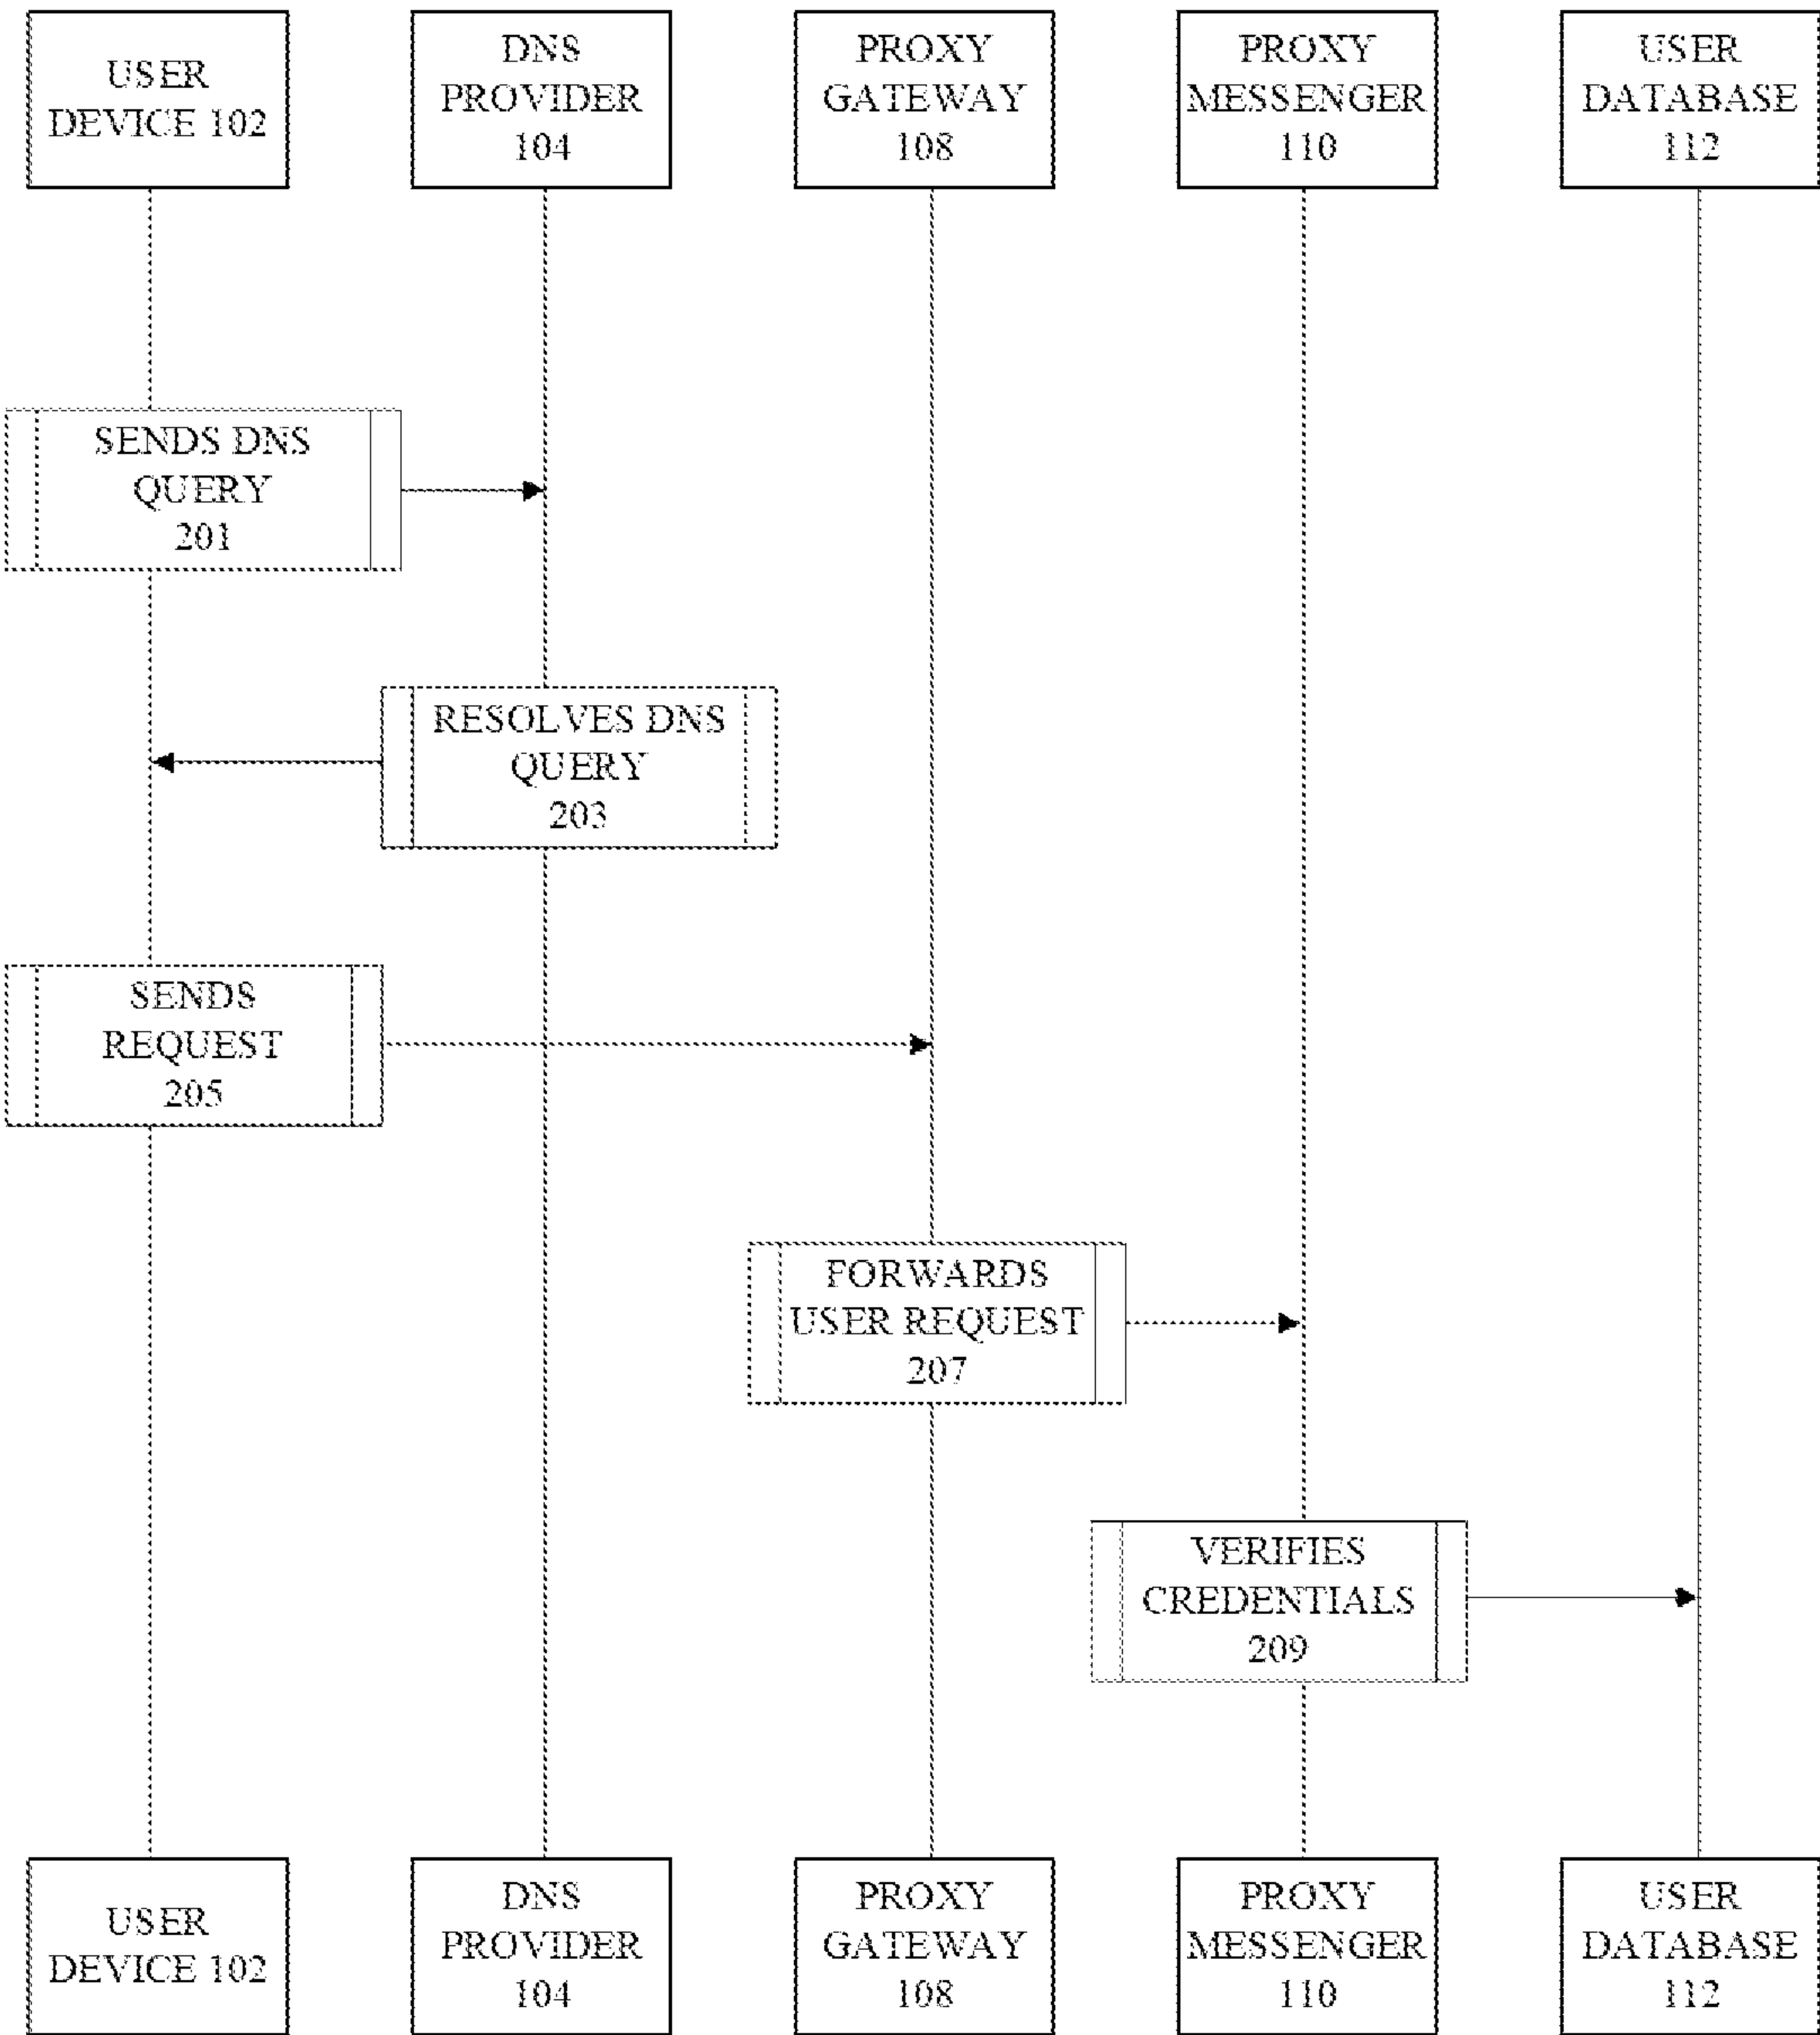 USER
DEVICE 102
DNS
PROVIDER
104
PROXY
GATEWAY
108
PROXY
MESSENGER
110
USER
DATABASE
112
SENDS DNS
QUERY
201
RESOLVES DNS
QUERY
203
SENDS
REQUEST
205
FORWARDS
USER REQUEST
207
VERIFIES
CREDENTIALS
209
USER
DEVICE 102
DNS
PROVIDER
104
PROXY
GATEWAY
108
PROXY
MESSENGER
110
USER
DATABASE
112